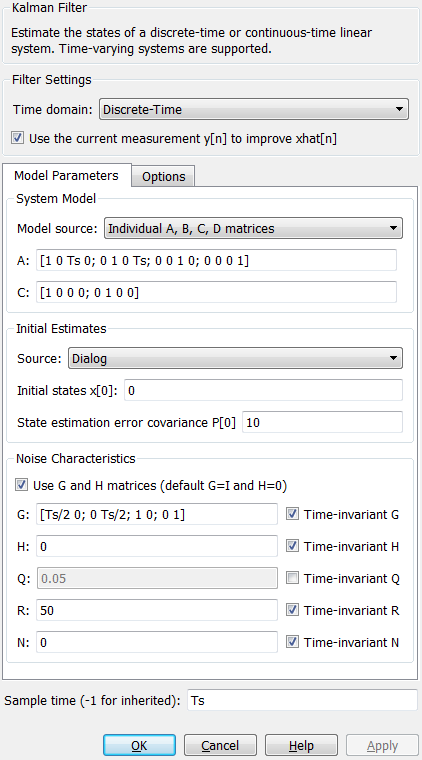 Kalman Filter
Estimate the states of a discrete-time or continuous-time linear
system. Time-varying systems are supported.
Filter Settings
Time domain: Discrete-Time
Use the current measurement y[n] to improve xhat[n]
Model Parameters Options
System Model
Model source: Individual A, B, C, D matrices
A: [1 0 Ts 0; 0 1 0 Ts; 0 0 1 0; 0 0 0 1]
C: [1 0 0 0; 0 1 0 0]
Initial Estimates
Source: Dialog
Initial states x[0]: 0
State estimation error covariance P[0] 10
Noise Characteristics
Use G and H matrices (default G=I and H=0)
G: [Ts/2 0; 0 Ts/2; 1 0; 0 1] Time-invariant G
H: 0 Time-invariant H
Q: 0.05 Time-invariant Q
R: 50 Time-invariant R
N: 0 Time-invariant N
Sample time (-1 for inherited): Ts
OK Cancel Help Apply